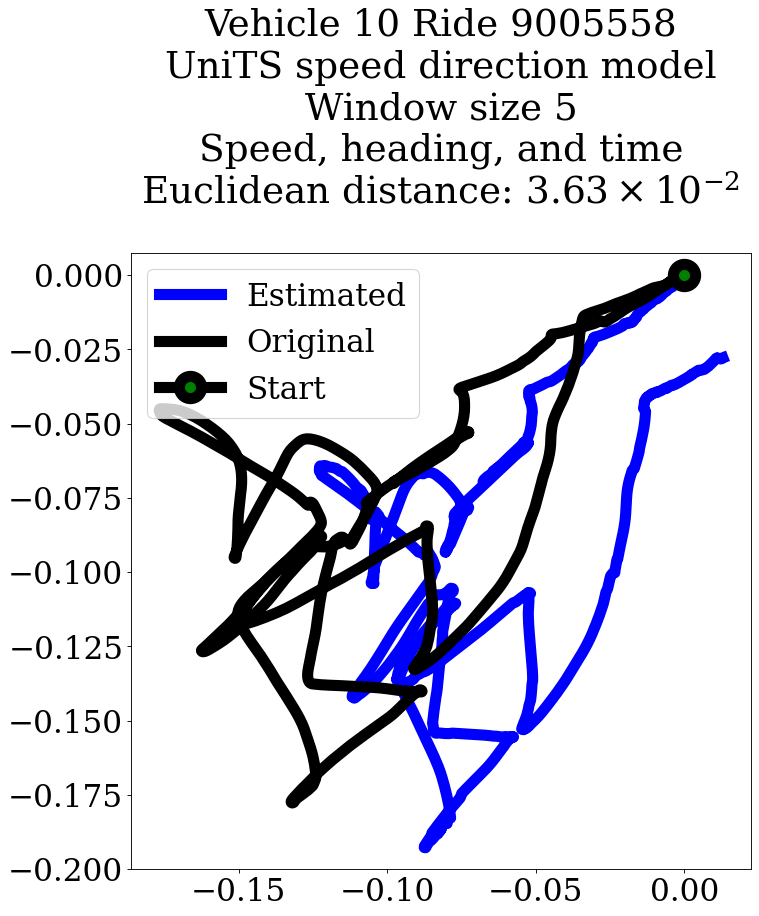 Vehicle 10 Ride 9005558
UniTS speed direction model
Window size 5
Speed, heading, and time
Euclidean distance: $3.63 \times 10^{-2}$
0.000
−0.025
−0.050
−0.075
−0.100
−0.125
−0.150
−0.175
−0.200
Estimated
Original
Start
−0.15
−0.10
−0.05
0.00